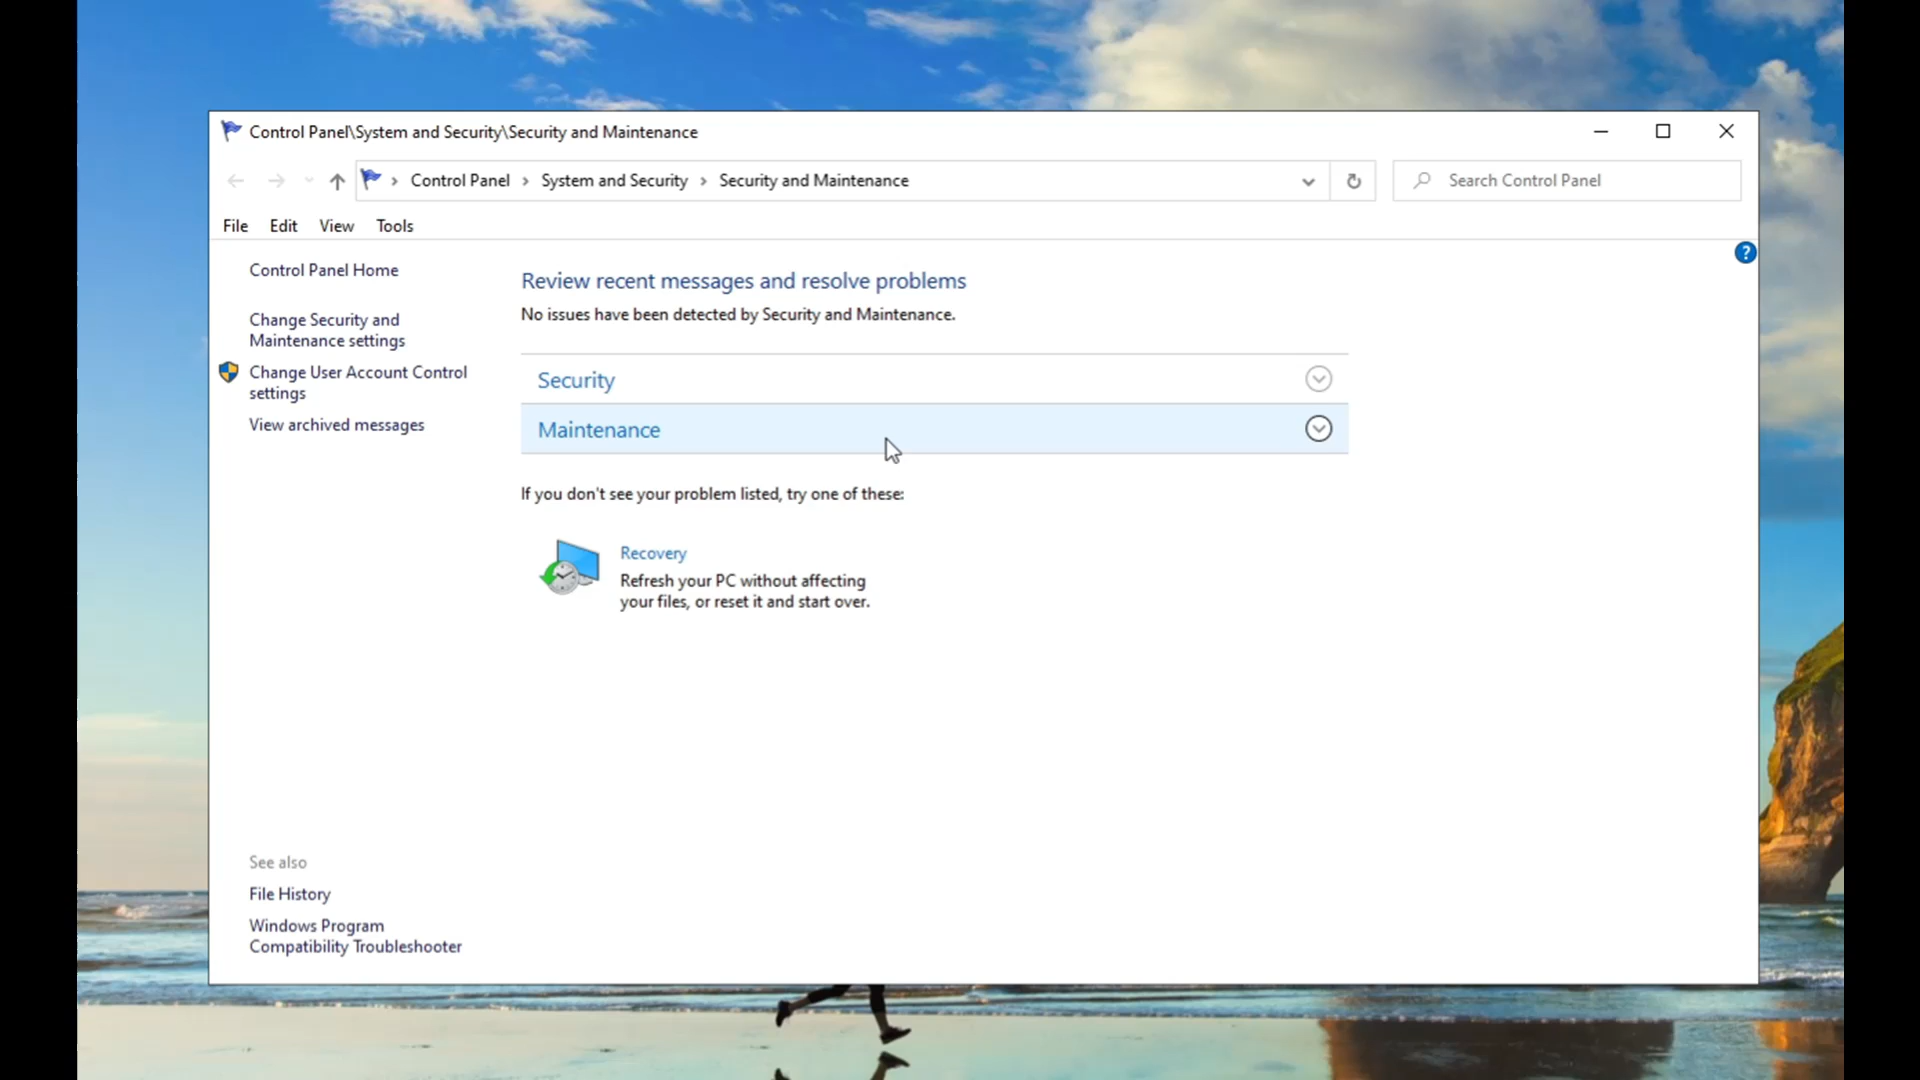 Control Panel\System and Security\Security and Maintenance
Control Panel
System and Security
Security and Maintenance
Search Control Panel
File
Edit
View
Tools
?
Control Panel Home
Change Security and
Maintenance settings
Change User Account Control
settings
View archived messages
Review recent messages and resolve problems
No issues have been detected by Security and Maintenance.
Security
Maintenance
If you don't see your problem listed, try one of these:
Recovery
Refresh your PC without affecting
your files, or reset it and start over.
See also
File History
Windows Program
Compatibility Troubleshooter